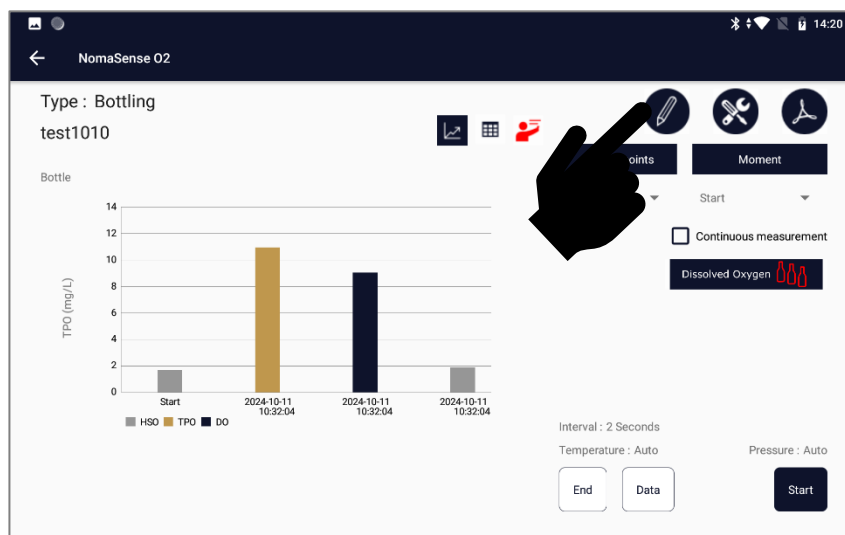 14:20
NomaSense O2
Type : Bottling
test1010
Moment
Bottle
Start
Continuous measurement
Dissolved Oxygen
14
12
10
8
6
4
2
0
TPO (mg/L)
Start
2024-10-11
10:32:04
2024-10-11
10:32:04
2024-10-11
10:32:04
HSO TPO DO
Interval : 2 Seconds
Temperature : Auto Pressure : Auto
End Data Start